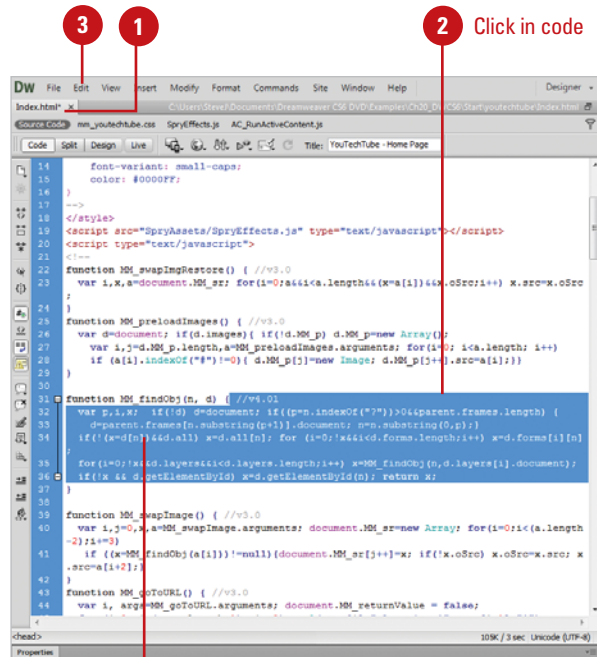 3 1 2 Click in code
DW File Edit View Insert Modify Format Commands Site Window Help Designer
Index.html* x C:\Users\Steve\Documents\Dreamweaver CS6 DVD\Examples\Ch20_DWCS6\Start\youtechtube\Index.html
Source Code mm_youtechtube.css SpryEffects.js AC_RunActiveContent.js
Code Split Design Live Title: YouTechTube - Home Page
14 font-variant: small-caps;
15 color: #0000FF;
16 }
17 -->
18 </style>
19 <script src="SpryAssets/SpryEffects.js" type="text/javascript"></script>
20 <script type="text/javascript">
21 <!--
22 function MM_swapImgRestore() { //v3.0
23 var i,x,a=document.MM_sr; for(i=0;a&&i<a.length&&(x=a[i])&&x.oSrc;i++) x.src=x.oSrc
;
24 }
25 function MM_preloadImages() { //v3.0
26 var d=document; if(d.images){ if(!d.MM_p) d.MM_p=new Array();
27 var i,j=d.MM_p.length,a=MM_preloadImages.arguments; for(i=0; i<a.length; i++)
28 if (a[i].indexOf("#")!=0){ d.MM_p[j]=new Image; d.MM_p[j++].src=a[i];}}
29 }
30
31 function MM_findObj(n, d) { //v4.01
32 var p,i,x; if(!d) d=document; if((p=n.indexOf("?"))>0&&parent.frames.length) {
33 d=parent.frames[n.substring(p+1)].document; n=n.substring(0,p);}
34 if(!(x=d[n])&&d.all) x=d.all[n]; for (i=0;!x&&i<d.forms.length;i++) x=d.forms[i][n]
;
35 for(i=0;!x&&d.layers&&i<d.layers.length;i++) x=MM_findObj(n,d.layers[i].document);
36 if(!x && d.getElementById) x=d.getElementById(n); return x;
37 }
38
39 function MM_swapImage() { //v3.0
40 var i,j=0,x,a=MM_swapImage.arguments; document.MM_sr=new Array; for(i=0;i<(a.length
-2);i+=3)
41 if ((x=MM_findObj(a[i]))!=null){document.MM_sr[j++]=x; if(!x.oSrc) x.oSrc=x.src; x
.src=a[i+2];}
42 }
43 function MM_goToURL() { //v3.0
44 var i, args=MM_goToURL.arguments; document.MM_returnValue = false;
<head> 105K / 3 sec Unicode (UTF-8)
Properties